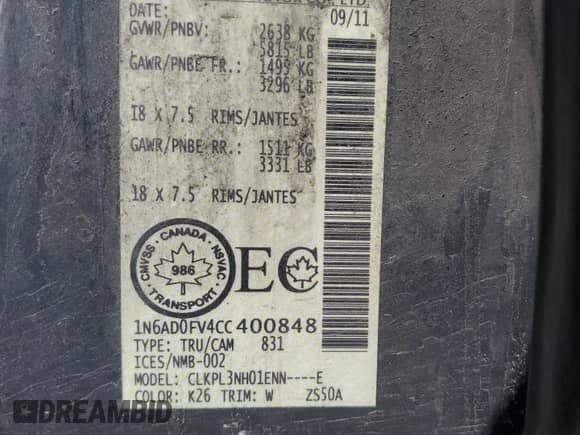 DATE: 09/11
GVWR/PNBV: 2638 KG
5815 LB
GAWR/PNBE FR.: 1495 KG
3296 LB
18 X 7.5 RIMS/JANTES
GAWR/PNBE RR.: 1511 KG
3331 LB
18 X 7.5 RIMS/JANTES
CMVSS · CANADA · NSVAC
986
TRANSPORT
EC
1N6AD0FV4CC400848
TYPE: TRU/CAM 831
ICES/NMB-002
MODEL: CLKPL3NH01ENN----E
COLOR: K26 TRIM: W ZS50A
DREAMBID